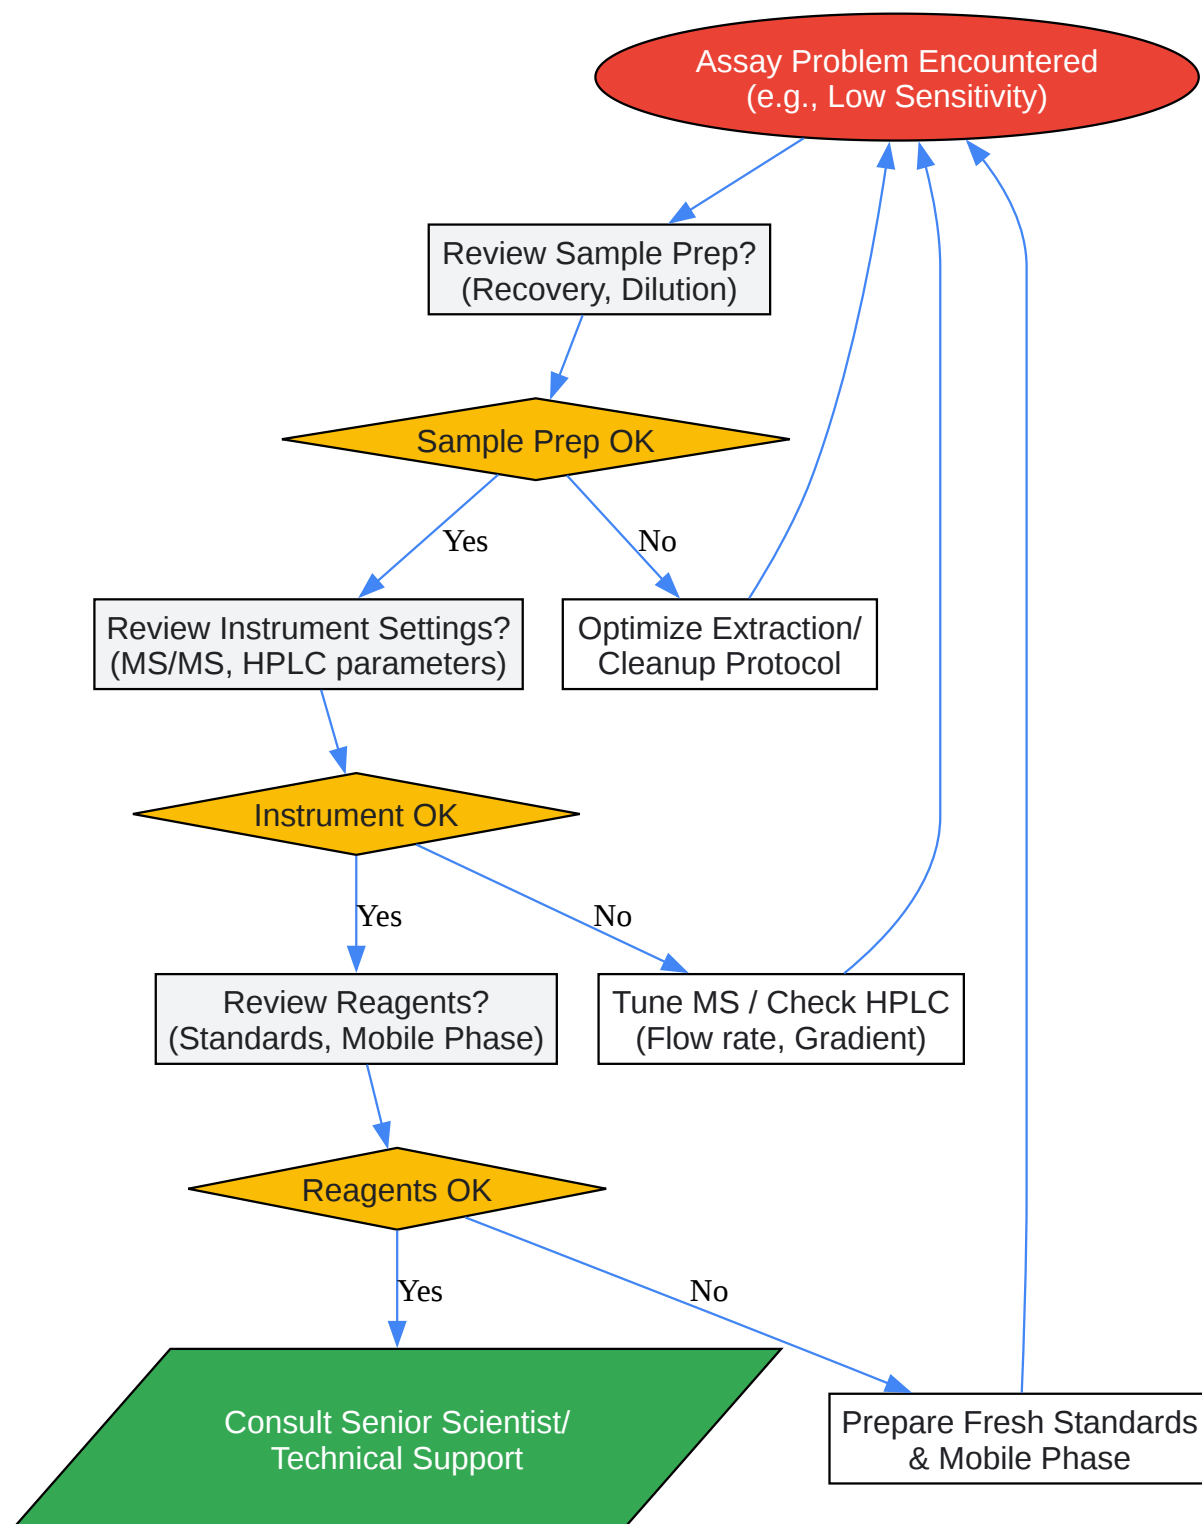 Assay Problem Encountered
(e.g., Low Sensitivity)
Review Sample Prep?
(Recovery, Dilution)
Sample Prep OK
Yes
No
Review Instrument Settings?
(MS/MS, HPLC parameters)
Optimize Extraction/
Cleanup Protocol
Instrument OK
Yes
No
Review Reagents?
(Standards, Mobile Phase)
Tune MS / Check HPLC
(Flow rate, Gradient)
Reagents OK
Yes
No
Consult Senior Scientist/
Technical Support
Prepare Fresh Standards
& Mobile Phase